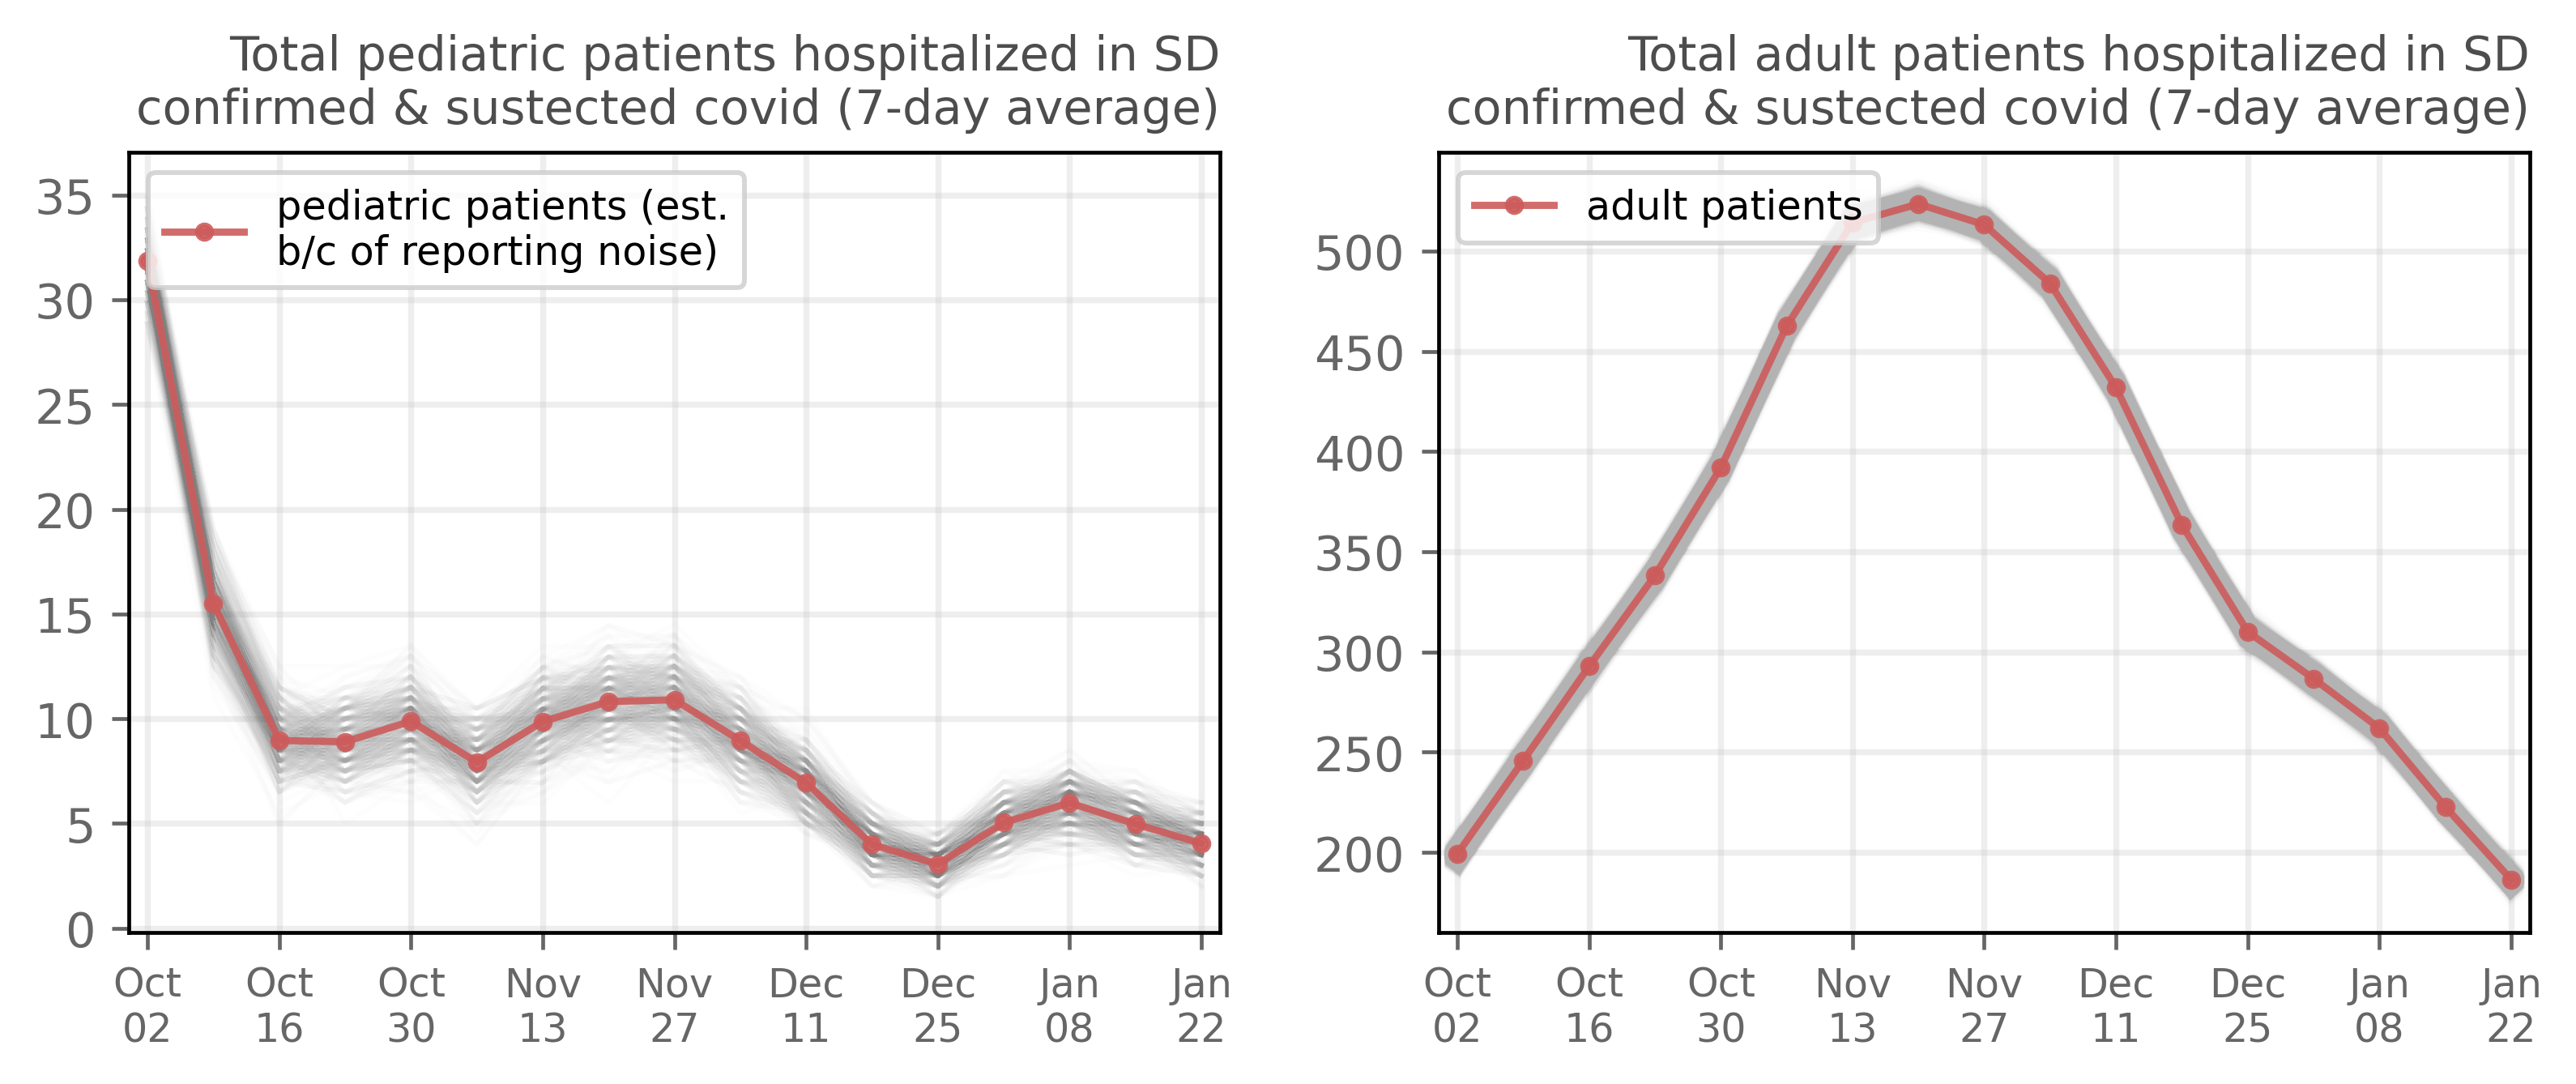 Total pediatric patients hospitalized in SD
confirmed & sustected covid (7-day average)
pediatric patients (est.
b/c of reporting noise)
35
30
25
20
15
10
5
0
Oct Oct Oct Nov Nov Dec Dec Jan Jan
02 16 30 13 27 11 25 08 22
Total adult patients hospitalized in SD
confirmed & sustected covid (7-day average)
adult patients
500
450
400
350
300
250
200
Oct Oct Oct Nov Nov Dec Dec Jan Jan
02 16 30 13 27 11 25 08 22